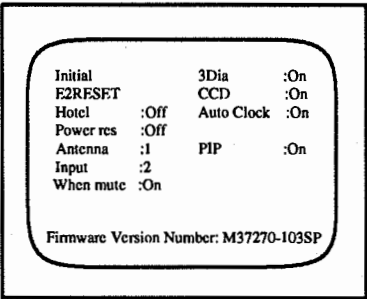 Initial 3Dia :On
E2RESET CCD :On
Hotel :Off Auto Clock :On
Power res :Off
Antenna :1 PIP :On
Input :2
When mute :On
Firmware Version Number: M37270-103SP